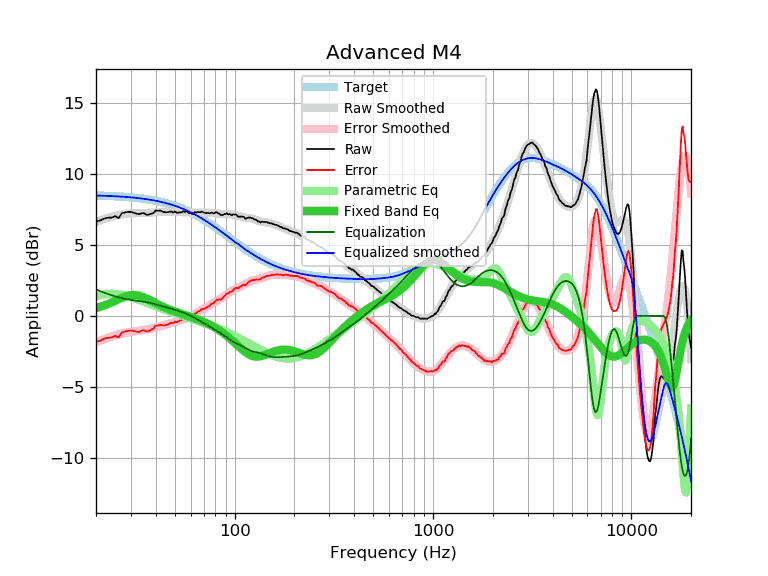 Advanced M4
Target
Raw Smoothed
Error Smoothed
Raw
Error
Parametric Eq
Fixed Band Eq
Equalization
Equalized smoothed
15
10
5
0
−5
−10
Amplitude (dBr)
100 1000 10000
Frequency (Hz)